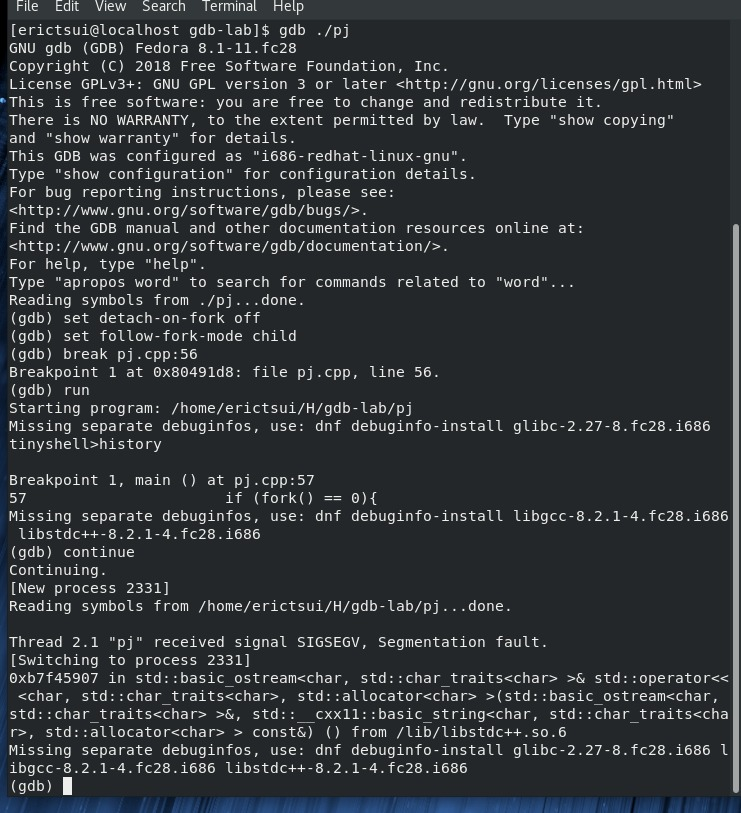 File Edit View Search Terminal Help
[erictsui@localhost gdb-lab]$ gdb ./pj
GNU gdb (GDB) Fedora 8.1-11.fc28
Copyright (C) 2018 Free Software Foundation, Inc.
License GPLv3+: GNU GPL version 3 or later <http://gnu.org/licenses/gpl.html>
This is free software: you are free to change and redistribute it.
There is NO WARRANTY, to the extent permitted by law.  Type "show copying"
and "show warranty" for details.
This GDB was configured as "i686-redhat-linux-gnu".
Type "show configuration" for configuration details.
For bug reporting instructions, please see:
<http://www.gnu.org/software/gdb/bugs/>.
Find the GDB manual and other documentation resources online at:
<http://www.gnu.org/software/gdb/documentation/>.
For help, type "help".
Type "apropos word" to search for commands related to "word"...
Reading symbols from ./pj...done.
(gdb) set detach-on-fork off
(gdb) set follow-fork-mode child
(gdb) break pj.cpp:56
Breakpoint 1 at 0x80491d8: file pj.cpp, line 56.
(gdb) run
Starting program: /home/erictsui/H/gdb-lab/pj
Missing separate debuginfos, use: dnf debuginfo-install glibc-2.27-8.fc28.i686
tinyshell>history
Breakpoint 1, main () at pj.cpp:57
57                      if (fork() == 0){
Missing separate debuginfos, use: dnf debuginfo-install libgcc-8.2.1-4.fc28.i686
 libstdc++-8.2.1-4.fc28.i686
(gdb) continue
Continuing.
[New process 2331]
Reading symbols from /home/erictsui/H/gdb-lab/pj...done.
Thread 2.1 "pj" received signal SIGSEGV, Segmentation fault.
[Switching to process 2331]
0xb7f45907 in std::basic_ostream<char, std::char_traits<char> >& std::operator<<
 <char, std::char_traits<char>, std::allocator<char> >(std::basic_ostream<char,
std::char_traits<char> >&, std::__cxx11::basic_string<char, std::char_traits<cha
r>, std::allocator<char> > const&) () from /lib/libstdc++.so.6
Missing separate debuginfos, use: dnf debuginfo-install glibc-2.27-8.fc28.i686 l
ibgcc-8.2.1-4.fc28.i686 libstdc++-8.2.1-4.fc28.i686
(gdb)